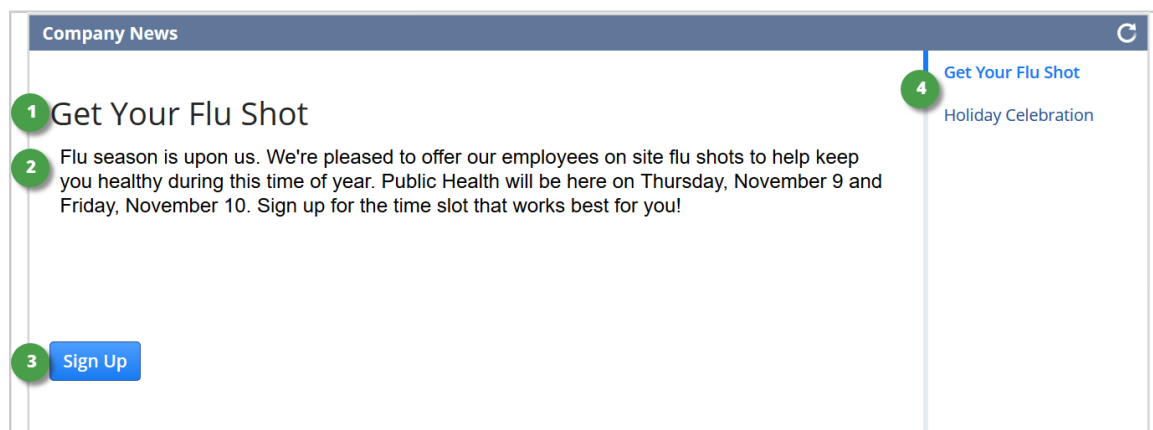 Company News
1 Get Your Flu Shot
2 Flu season is upon us. We're pleased to offer our employees on site flu shots to help keep
you healthy during this time of year. Public Health will be here on Thursday, November 9 and
Friday, November 10. Sign up for the time slot that works best for you!
3 Sign Up
4 Get Your Flu Shot
Holiday Celebration